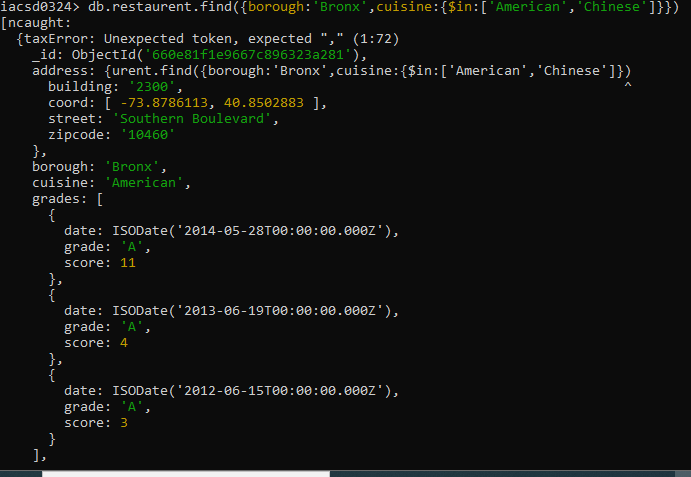 iacsd0324> db.restaurent.find({borough:'Bronx',cuisine:{$in:['American','Chinese']}})
[ncaught:
  {taxError: Unexpected token, expected "," (1:72)
    _id: ObjectId('660e81f1e9667c896323a281'),
    address: {urent.find({borough:'Bronx',cuisine:{$in:['American','Chinese']})
      building: '2300',                                                       ^
      coord: [ -73.8786113, 40.8502883 ],
      street: 'Southern Boulevard',
      zipcode: '10460'
    },
    borough: 'Bronx',
    cuisine: 'American',
    grades: [
      {
        date: ISODate('2014-05-28T00:00:00.000Z'),
        grade: 'A',
        score: 11
      },
      {
        date: ISODate('2013-06-19T00:00:00.000Z'),
        grade: 'A',
        score: 4
      },
      {
        date: ISODate('2012-06-15T00:00:00.000Z'),
        grade: 'A',
        score: 3
      }
    ],